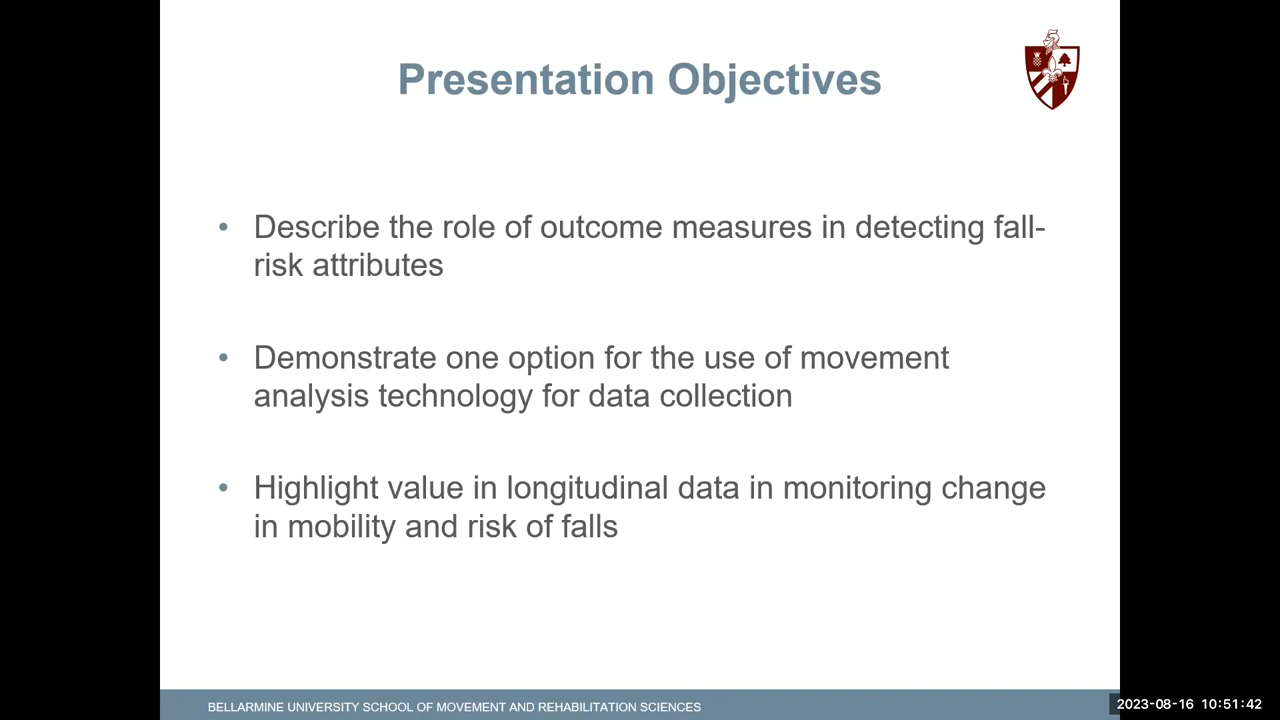 Presentation Objectives
• Describe the role of outcome measures in detecting fall-
risk attributes
• Demonstrate one option for the use of movement
analysis technology for data collection
• Highlight value in longitudinal data in monitoring change
in mobility and risk of falls
BELLARMINE UNIVERSITY SCHOOL OF MOVEMENT AND REHABILITATION SCIENCES
2023-08-16 10:51:42